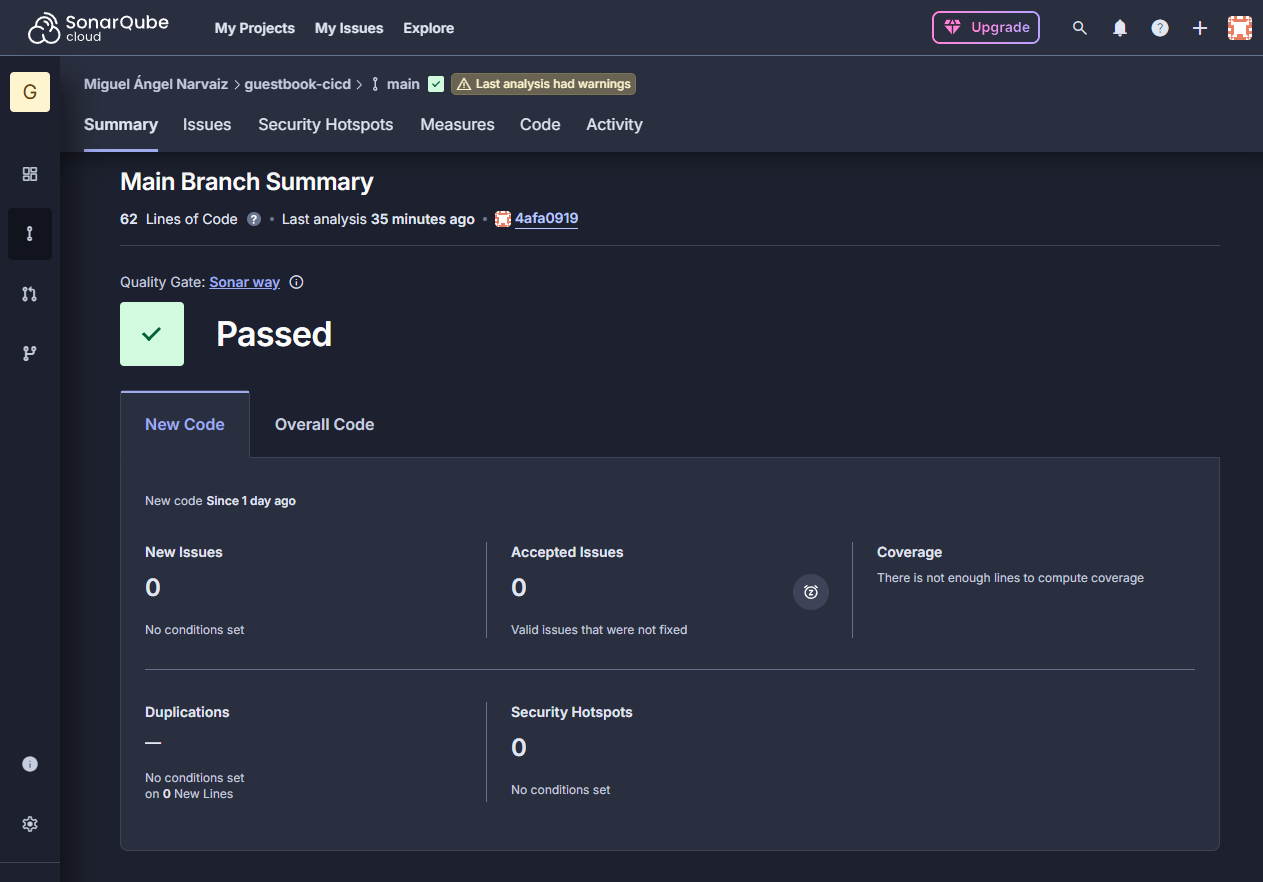 SonarQube cloud My Projects My Issues Explore Upgrade
G Miguel Ángel Narvaiz guestbook-cicd main Last analysis had warnings
Summary Issues Security Hotspots Measures Code Activity
Main Branch Summary
62 Lines of Code ? • Last analysis 35 minutes ago • 4afa0919
Quality Gate: Sonar way
Passed
New Code Overall Code
New code Since 1 day ago
New Issues
0
No conditions set
Accepted Issues
0
Valid issues that were not fixed
Coverage
There is not enough lines to compute coverage
Duplications
—
No conditions set
on 0 New Lines
Security Hotspots
0
No conditions set